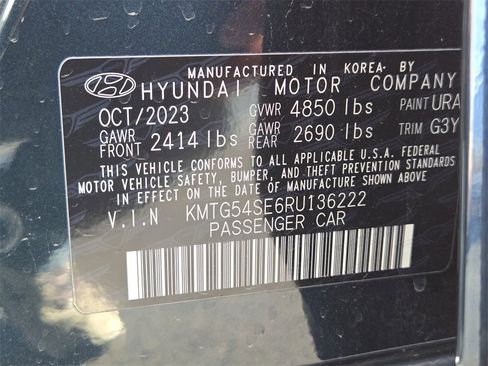 MANUFACTURED IN KOREA BY
HYUNDAI MOTOR COMPANY
OCT/2023 GVWR 4850 lbs PAINT URA
GAWR FRONT 2414 lbs GAWR REAR 2690 lbs TRIM G3Y
THIS VEHICLE CONFORMS TO ALL APPLICABLE U.S.A. FEDERAL
MOTOR VEHICLE SAFETY, BUMPER, AND THEFT PREVENTION STANDARDS
IN EFFECT ON THE DATE OF MANUFACTURE SHOWN ABOVE.
V.I.N KMTG54SE6RU136222
PASSENGER CAR